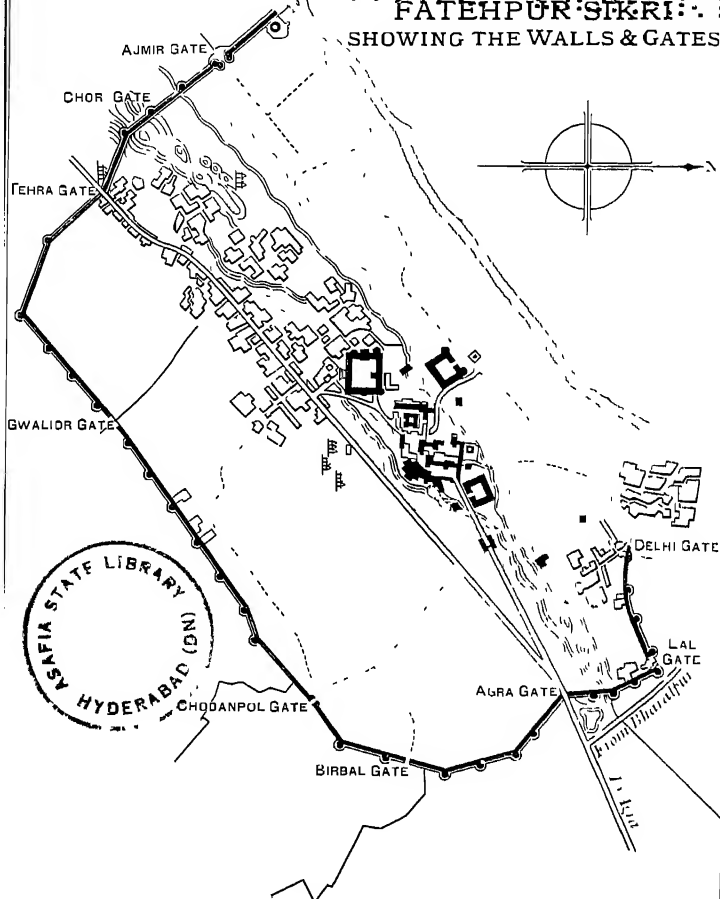 FATEHPUR SIKRI:
SHOWING THE WALLS & GATES
AJMIR GATE
CHOR GATE
TEHRA GATE
N
GWALIOR GATE
DELHI GATE
ASAFIA STATE LIBRARY (NG)
HYDERABAD
LAL
GATE
AGRA GATE
CHODANPOL GATE
From Bharatpur
BIRBAL GATE